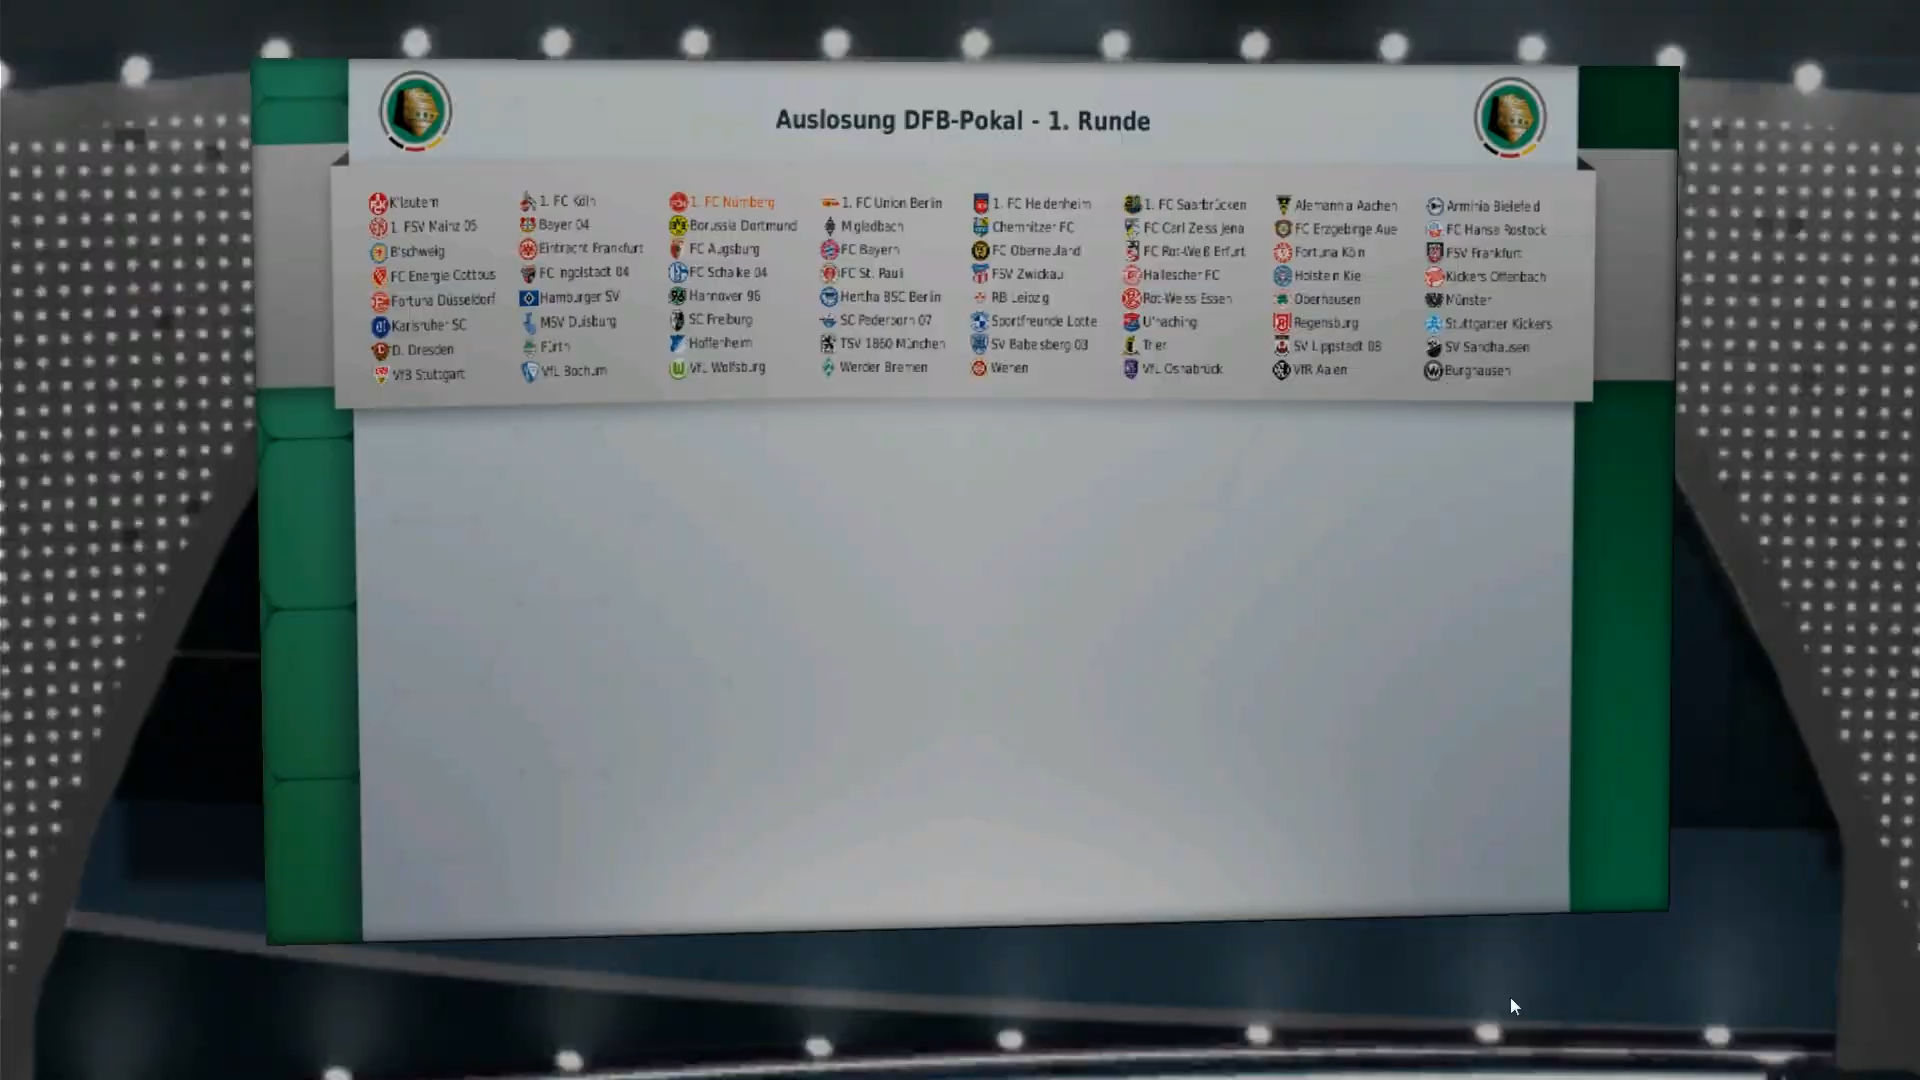 Auslosung DFB-Pokal - 1. Runde
K'lautern 1. FC Köln 1. FC Nürnberg 1. FC Union Berlin 1. FC Heidenheim 1. FC Saarbrücken Alemannia Aachen Arminia Bielefeld
1. FSV Mainz 05 Bayer 04 Borussia Dortmund M'gladbach Chemnitzer FC FC Carl Zeiss Jena FC Erzgebirge Aue FC Hansa Rostock
B'schweig Eintracht Frankfurt FC Augsburg FC Bayern FC Oberneuland FC Rot-Weiß Erfurt Fortuna Köln FSV Frankfurt
FC Energie Cottbus FC Ingolstadt 04 FC Schalke 04 FC St. Pauli FSV Zwickau Hallescher FC Holstein Kiel Kickers Offenbach
Fortuna Düsseldorf Hamburger SV Hannover 96 Hertha BSC Berlin RB Leipzig Rot-Weiss Essen Oberhausen Münster
Karlsruher SC MSV Duisburg SC Freiburg SC Paderborn 07 Sportfreunde Lotte U'haching Regensburg Stuttgarter Kickers
D. Dresden Fürth Hoffenheim TSV 1860 München SV Babelsberg 03 Trier SV Lippstadt 08 SV Sandhausen
VfB Stuttgart VfL Bochum VfL Wolfsburg Werder Bremen Wehen VfL Osnabrück VfR Aalen Burghausen